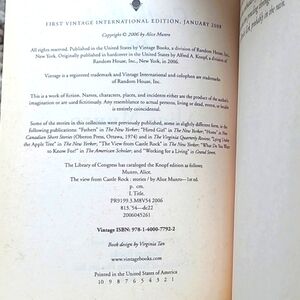 FIRST VINTAGE INTERNATIONAL EDITION, JANUARY 2008
Copyright © 2006 by Alice Munro
All rights reserved. Published in the United States by Vintage Books, a division of Random House, Inc.,
New York. Originally published in hardcover in the United States by Alfred A. Knopf, a division of
Random House, Inc., New York, in 2006.
Vintage is a registered trademark and Vintage International and colophon are trademarks of
Random House, Inc.
This is a work of fiction. Names, characters, places, and incidents either are the product of the author's
imagination or are used fictitiously. Any resemblance to actual persons, living or dead, events, or locales is
entirely coincidental.
Some of the stories in this collection were previously published, some in slightly different form, in the
following publications: "Fathers" in The New Yorker; "Hired Girl" in The New Yorker; "Home" in New
Canadian Short Stories (Oberon Press, Ottawa, 1974) and in The Virginia Quarterly Review; "Lying Under
the Apple Tree" in The New Yorker; "The View from Castle Rock" in The New Yorker; "What Do You Want
to Know For?" in The American Scholar; and "Working for a Living" in Grand Street.
The Library of Congress has cataloged the Knopf edition as follows:
Munro, Alice.
The view from Castle Rock : stories / by Alice Munro—1st ed.
p. cm.
I. Title.
PR9199.3.M8V54 2006
813'.54—dc22
2006045261
Vintage ISBN: 978-1-4000-7792-2
Book design by Virginia Tan
www.vintagebooks.com
Printed in the United States of America
10 9 8 7 6 5 4 3 2 1